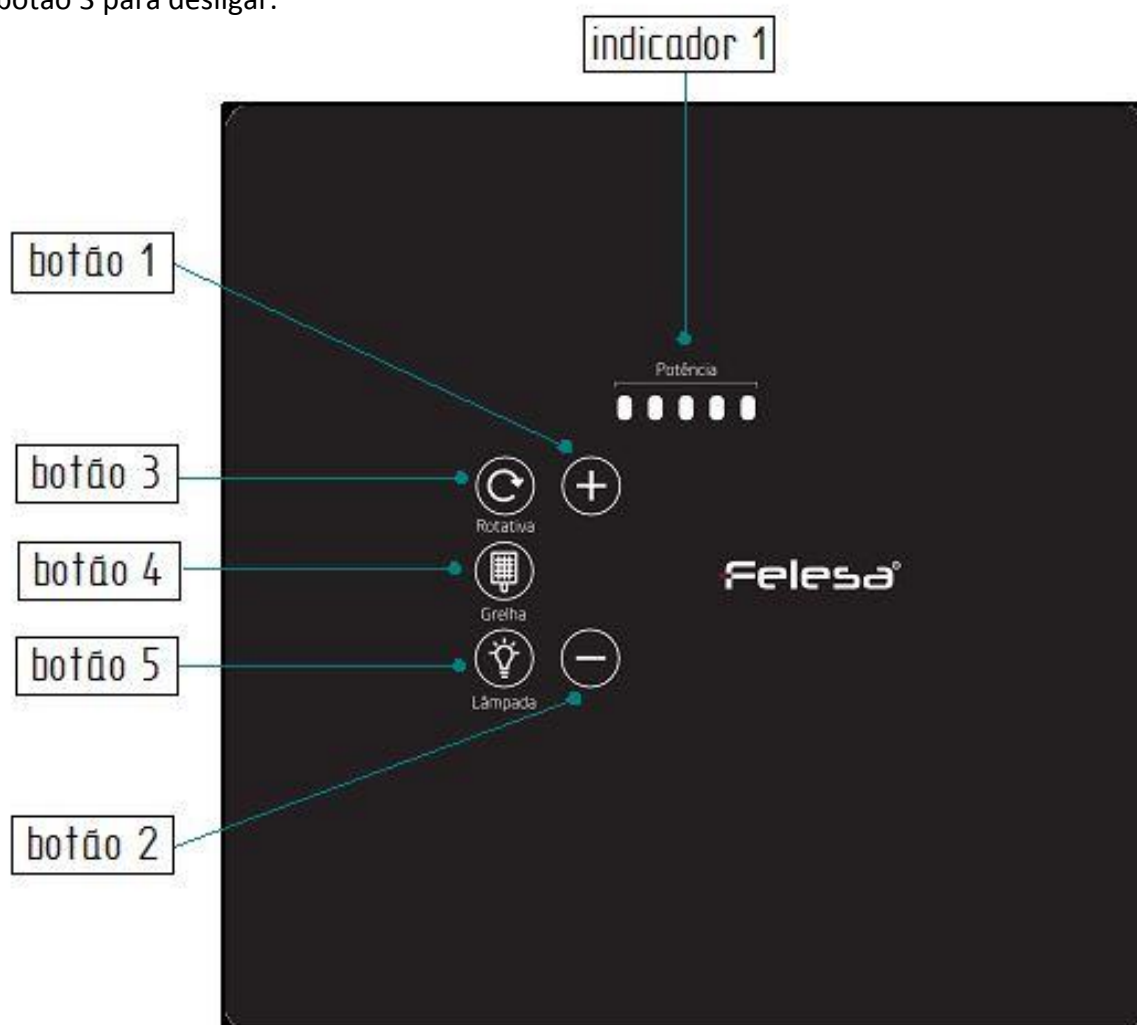 botão 3 para desligar.
indicador 1
botão 1
Potência
botão 3
Rotativa
botão 4
Grelha
Felesa®
botão 5
Lâmpada
botão 2